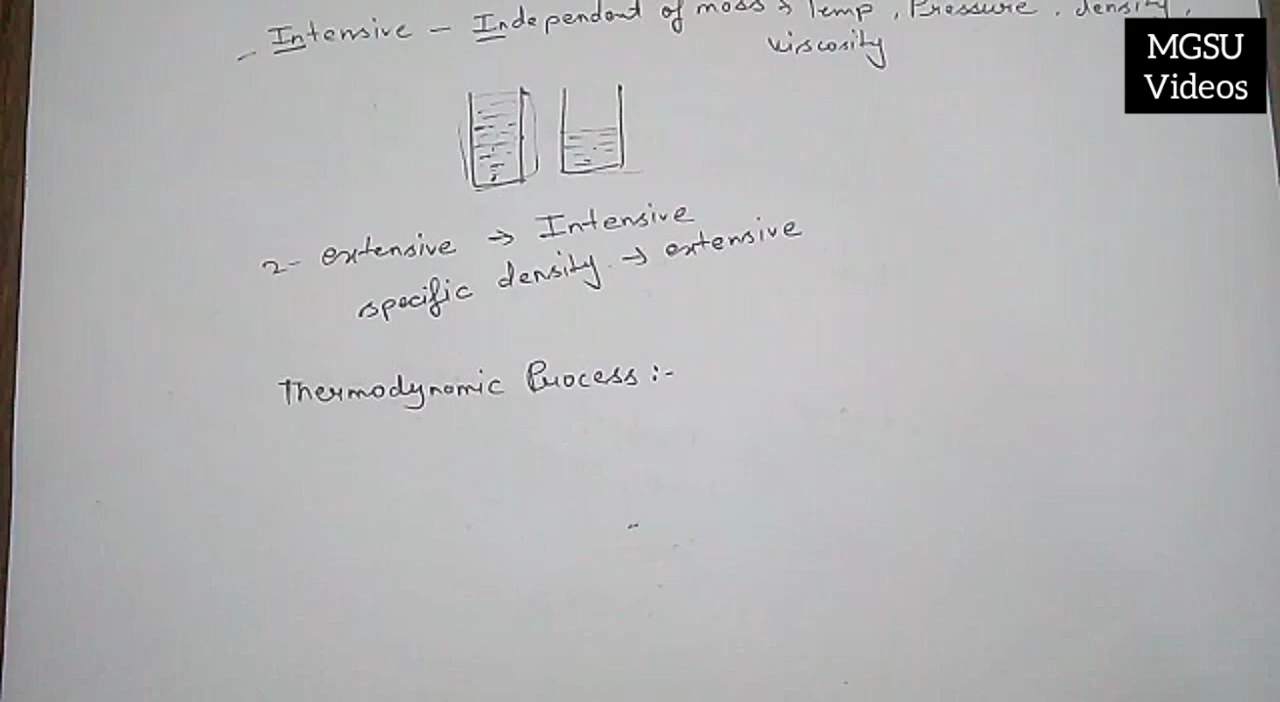 - Intensive - Independent of mass → Temp, Pressure, density,
viscosity
MGSU
Videos
2- extensive → Intensive
specific density → extensive
Thermodynamic Process :-